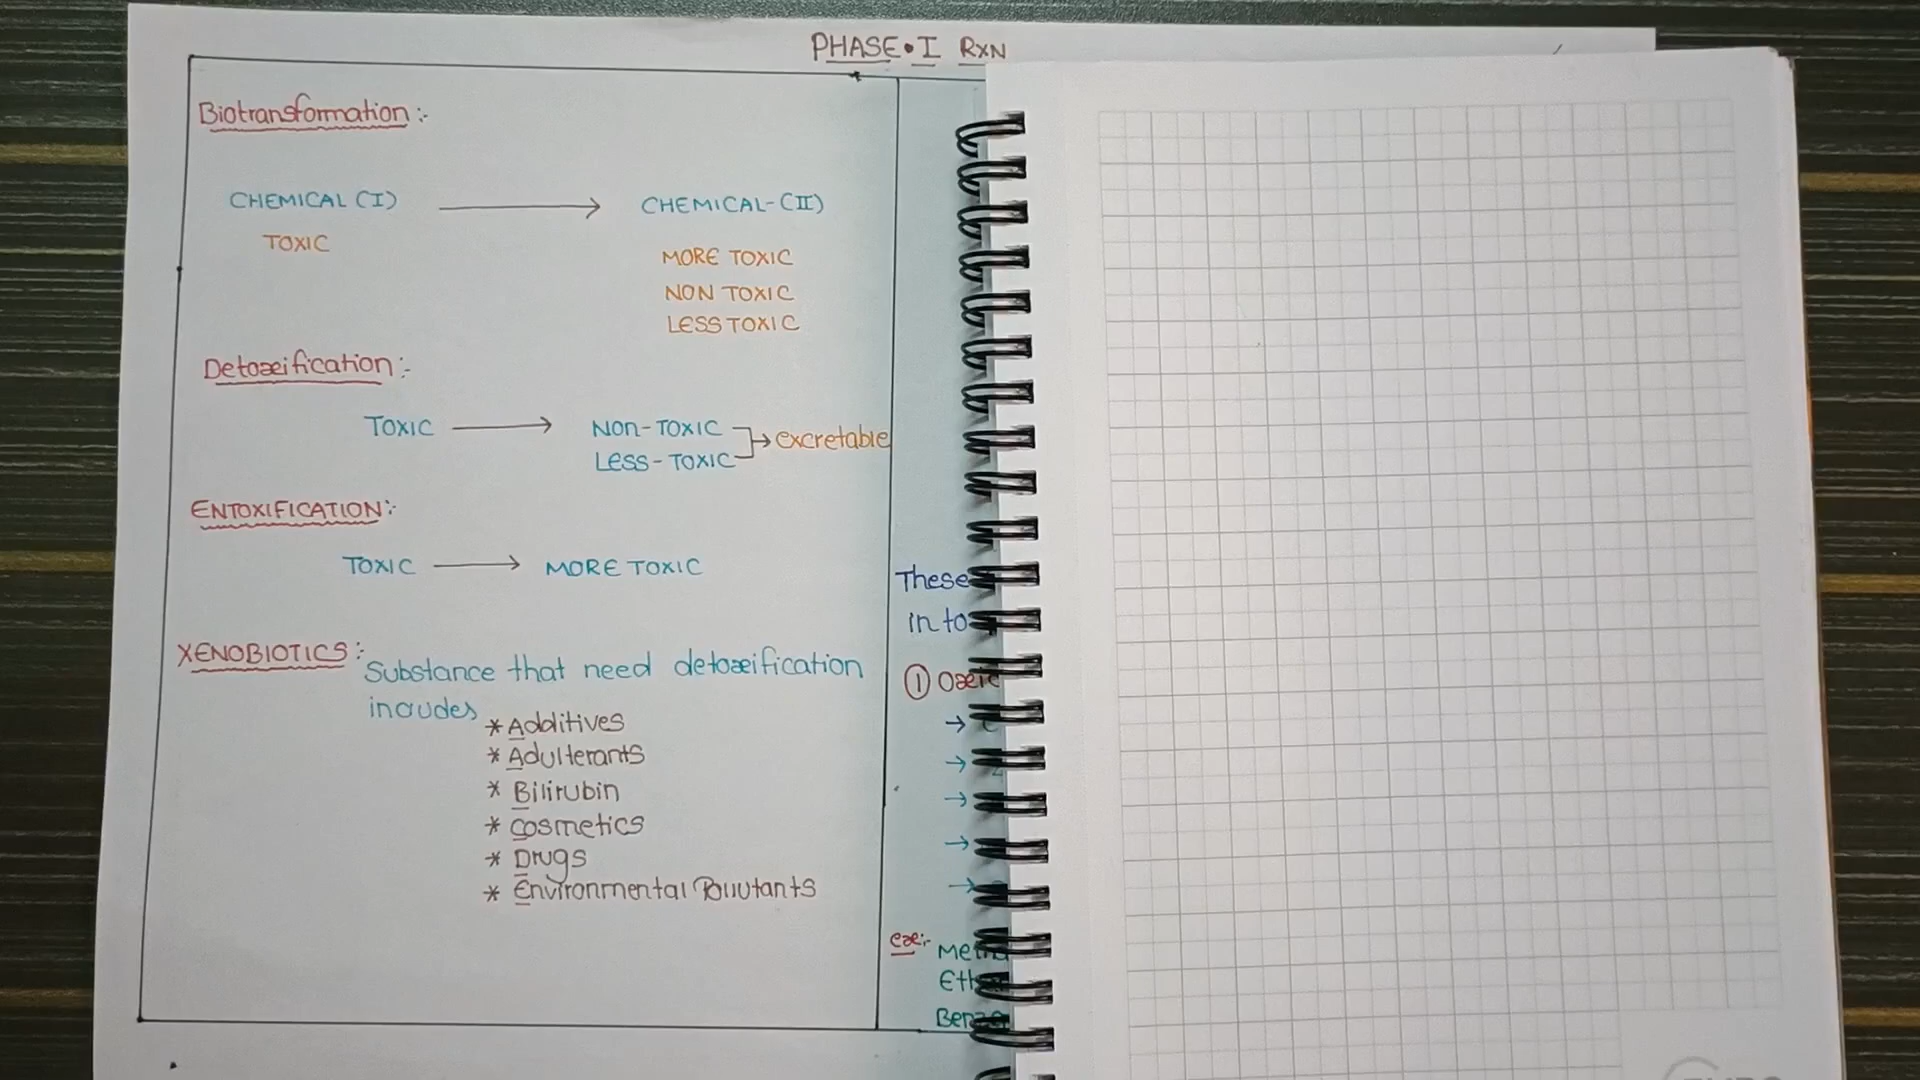 PHASE•I RXN
Biotransformation:-
CHEMICAL (I) → CHEMICAL-(II)
TOXIC
MORE TOXIC
NON TOXIC
LESS TOXIC
Detoxification:-
TOXIC → NON-TOXIC
LESS-TOXIC → excretable
ENTOXIFICATION:-
TOXIC → MORE TOXIC
XENOBIOTICS:-
Substance that need detoxification
includes
* Additives
* Adulterants
* Bilirubin
* Cosmetics
* Drugs
* Environmental Pollutants
These
in to
①
→
→
→
→
→
ex:-